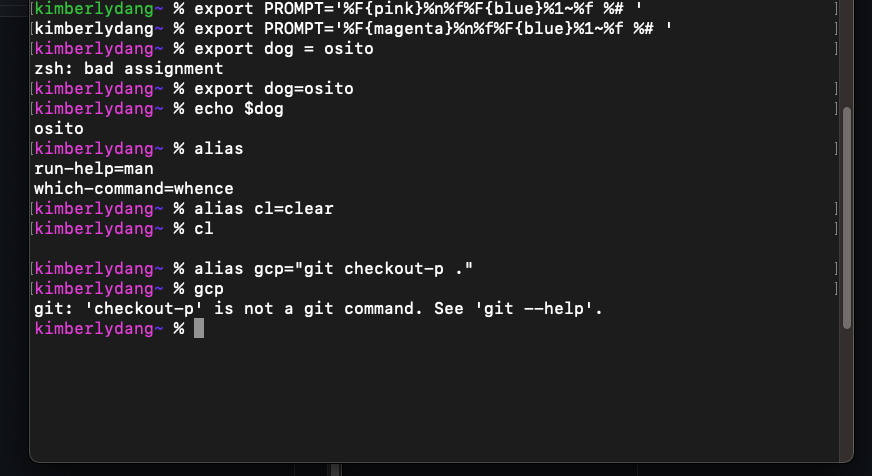 [kimberlydang~ % export PROMPT='%F{pink}%n%f%F{blue}%1~%f %# ' ]
[kimberlydang~ % export PROMPT='%F{magenta}%n%f%F{blue}%1~%f %# ' ]
[kimberlydang~ % export dog = osito ]
zsh: bad assignment
[kimberlydang~ % export dog=osito ]
[kimberlydang~ % echo $dog ]
osito
[kimberlydang~ % alias ]
run-help=man
which-command=whence
[kimberlydang~ % alias cl=clear ]
[kimberlydang~ % cl ]
[kimberlydang~ % alias gcp="git checkout-p ." ]
[kimberlydang~ % gcp ]
git: 'checkout-p' is not a git command. See 'git --help'.
kimberlydang~ %